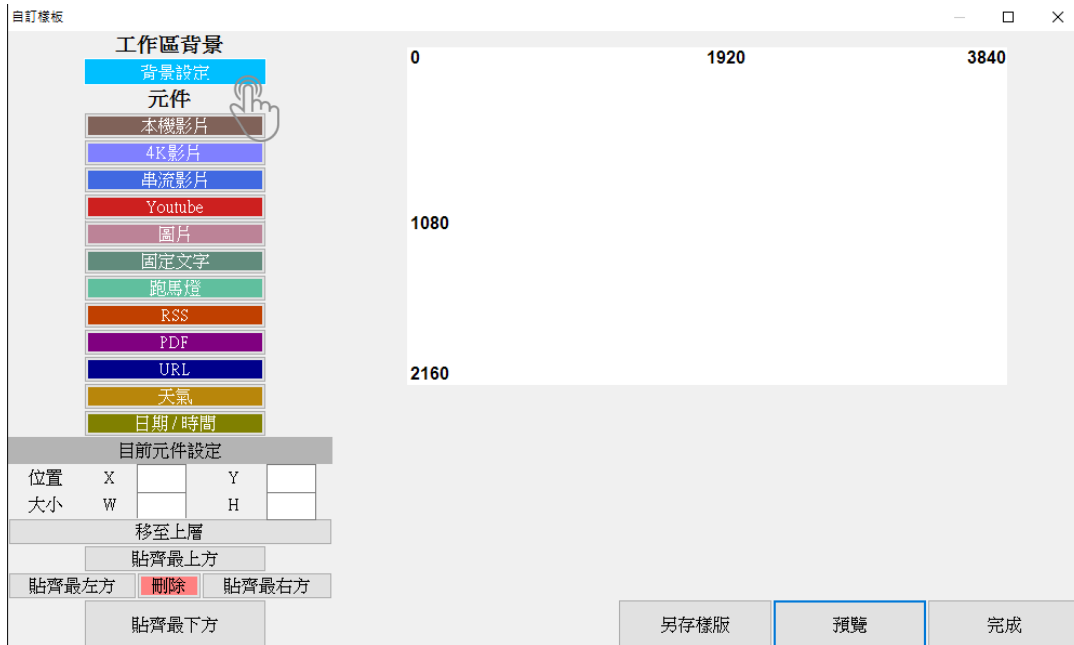 自訂樣板
工作區背景
背景設定
元件
本機影片
4K影片
串流影片
Youtube
圖片
固定文字
跑馬燈
RSS
PDF
URL
天氣
日期/時間
目前元件設定
位置 X Y
大小 W H
移至上層
貼齊最上方
貼齊最左方 刪除 貼齊最右方
貼齊最下方
0 1920 3840
1080
2160
另存樣版 預覽 完成